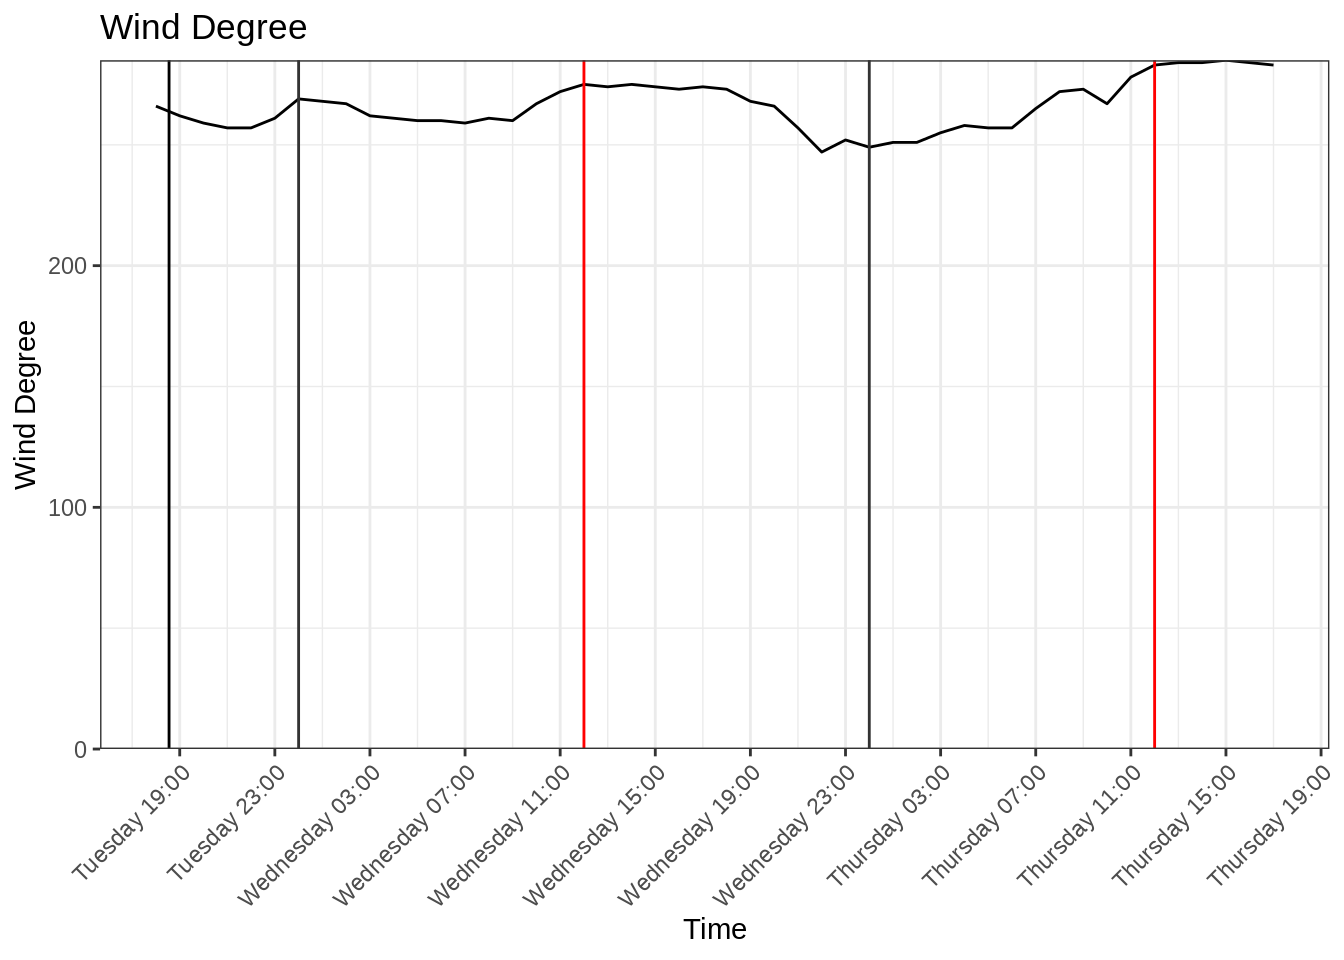 Wind Degree
Wind Degree
200
100
0
Tuesday 19:00
Tuesday 23:00
Wednesday 03:00
Wednesday 07:00
Wednesday 11:00
Wednesday 15:00
Wednesday 19:00
Wednesday 23:00
Thursday 03:00
Thursday 07:00
Thursday 11:00
Thursday 15:00
Thursday 19:00
Time